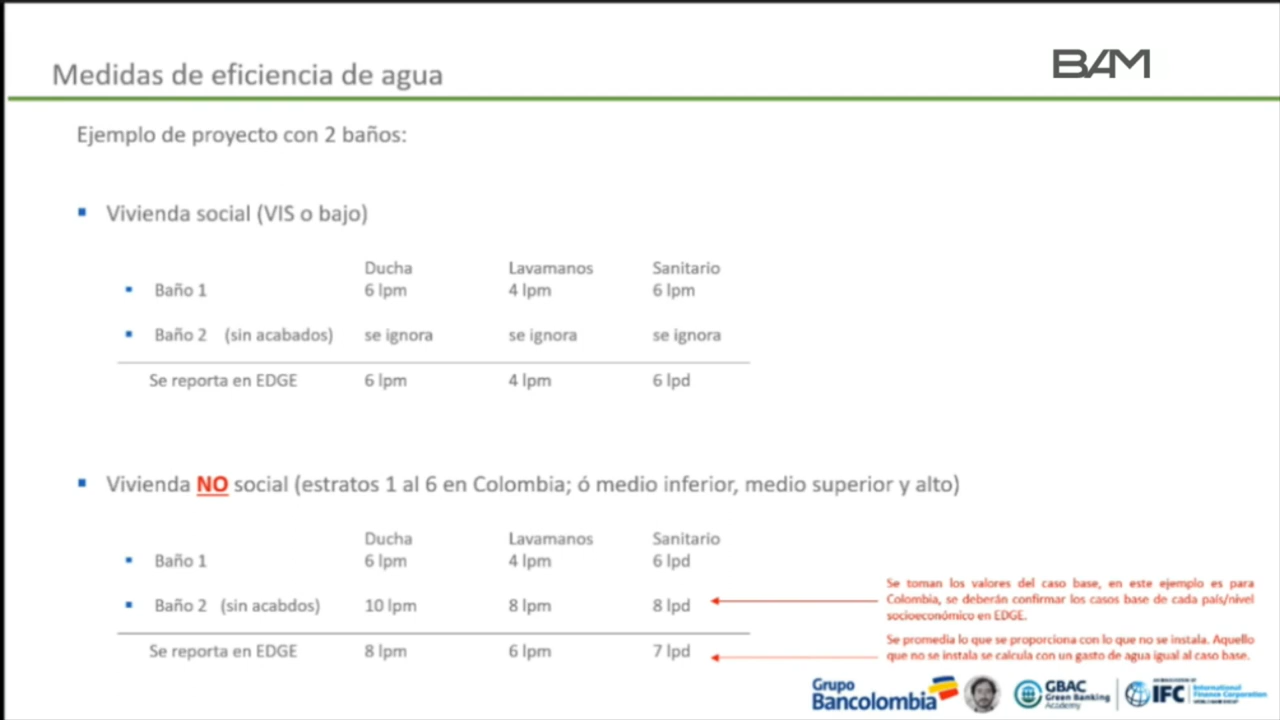 BAM
Medidas de eficiencia de agua
Ejemplo de proyecto con 2 baños:
Vivienda social (VIS o bajo)
Ducha Lavamanos Sanitario
Baño 1 6 lpm 4 lpm 6 lpm
Baño 2 (sin acabados) se ignora se ignora se ignora
Se reporta en EDGE 6 lpm 4 lpm 6 lpd
Vivienda NO social (estratos 1 al 6 en Colombia; ó medio inferior, medio superior y alto)
Ducha Lavamanos Sanitario
Baño 1 6 lpm 4 lpm 6 lpd
Baño 2 (sin acabdos) 10 lpm 8 lpm 8 lpd
Se reporta en EDGE 8 lpm 6 lpm 7 lpd
Se toman los valores del caso base, en este ejemplo es para
Colombia, se deberán confirmar los casos base de cada país/nivel
socioeconómico en EDGE.
Se promedia lo que se proporciona con lo que no se instala. Aquello
que no se instala se calcula con un gasto de agua igual al caso base.
Grupo
Bancolombia
GBAC
Green Banking
Academy
IFC
International
Finance Corporation